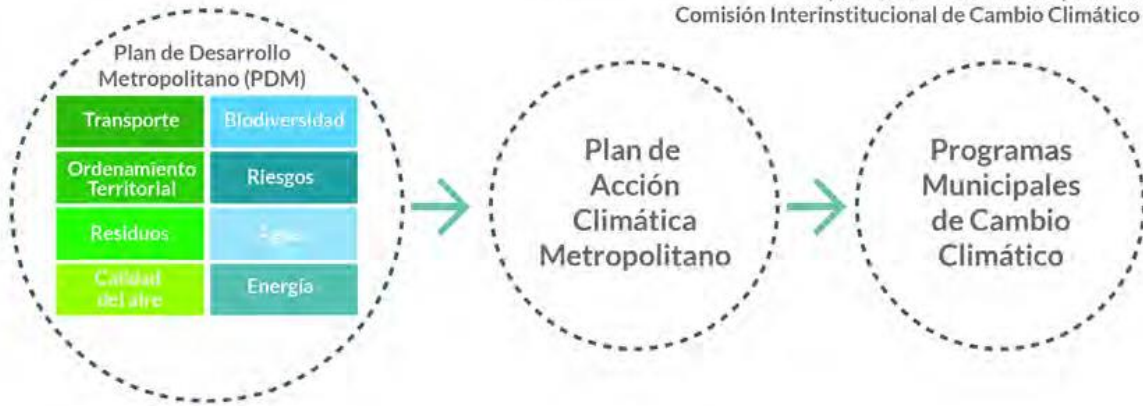 Comisión Interinstitucional de Cambio Climático
Plan de Desarrollo
Metropolitano (PDM)
Transporte
Biodiversidad
Ordenamiento
Territorial
Riesgos
Residuos
Agua
Calidad
del aire
Energía
Plan de
Acción
Climática
Metropolitano
Programas
Municipales
de Cambio
Climático